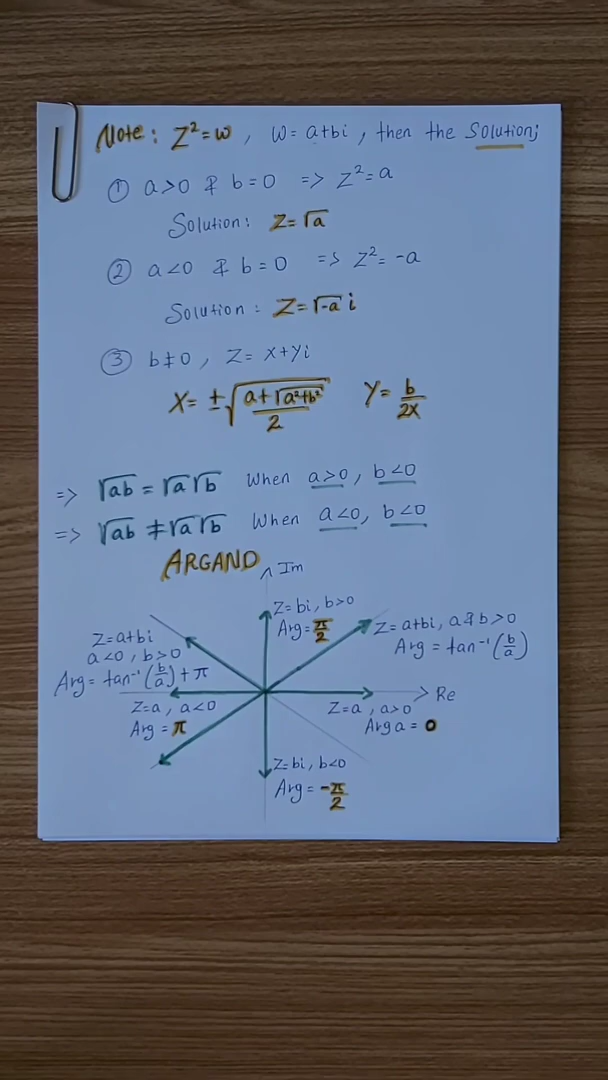 Note: Z²=w, w=a+bi, then the Solution;
① a>0 & b=0 => Z²=a
Solution: Z=√a
② a<0 & b=0 => Z²=-a
Solution: Z=√-a i
③ b≠0, Z=x+yi
X=±√((a+√(a²+b²))/2) Y=b/2x
=> √ab=√a√b When a>0, b<0
=> √ab≠√a√b When a<0, b<0
ARGAND
Im
Z=bi, b>0
Arg=π/2
Z=a+bi, a&b>0
Arg=tan⁻¹(b/a)
Z=a+bi
a<0, b>0
Arg=tan⁻¹(b/a)+π
Re
Z=a, a<0
Arg=π
Z=a, a>0
Arg a=0
Z=bi, b<0
Arg=-π/2